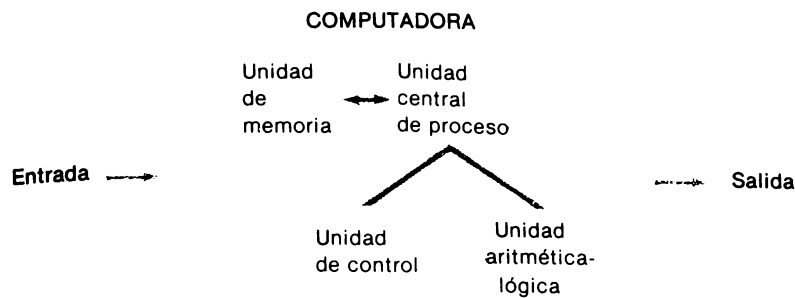 COMPUTADORA
Unidad
de
memoria
Unidad
central
de proceso
Entrada
Salida
Unidad
de control
Unidad
aritmética-
lógica